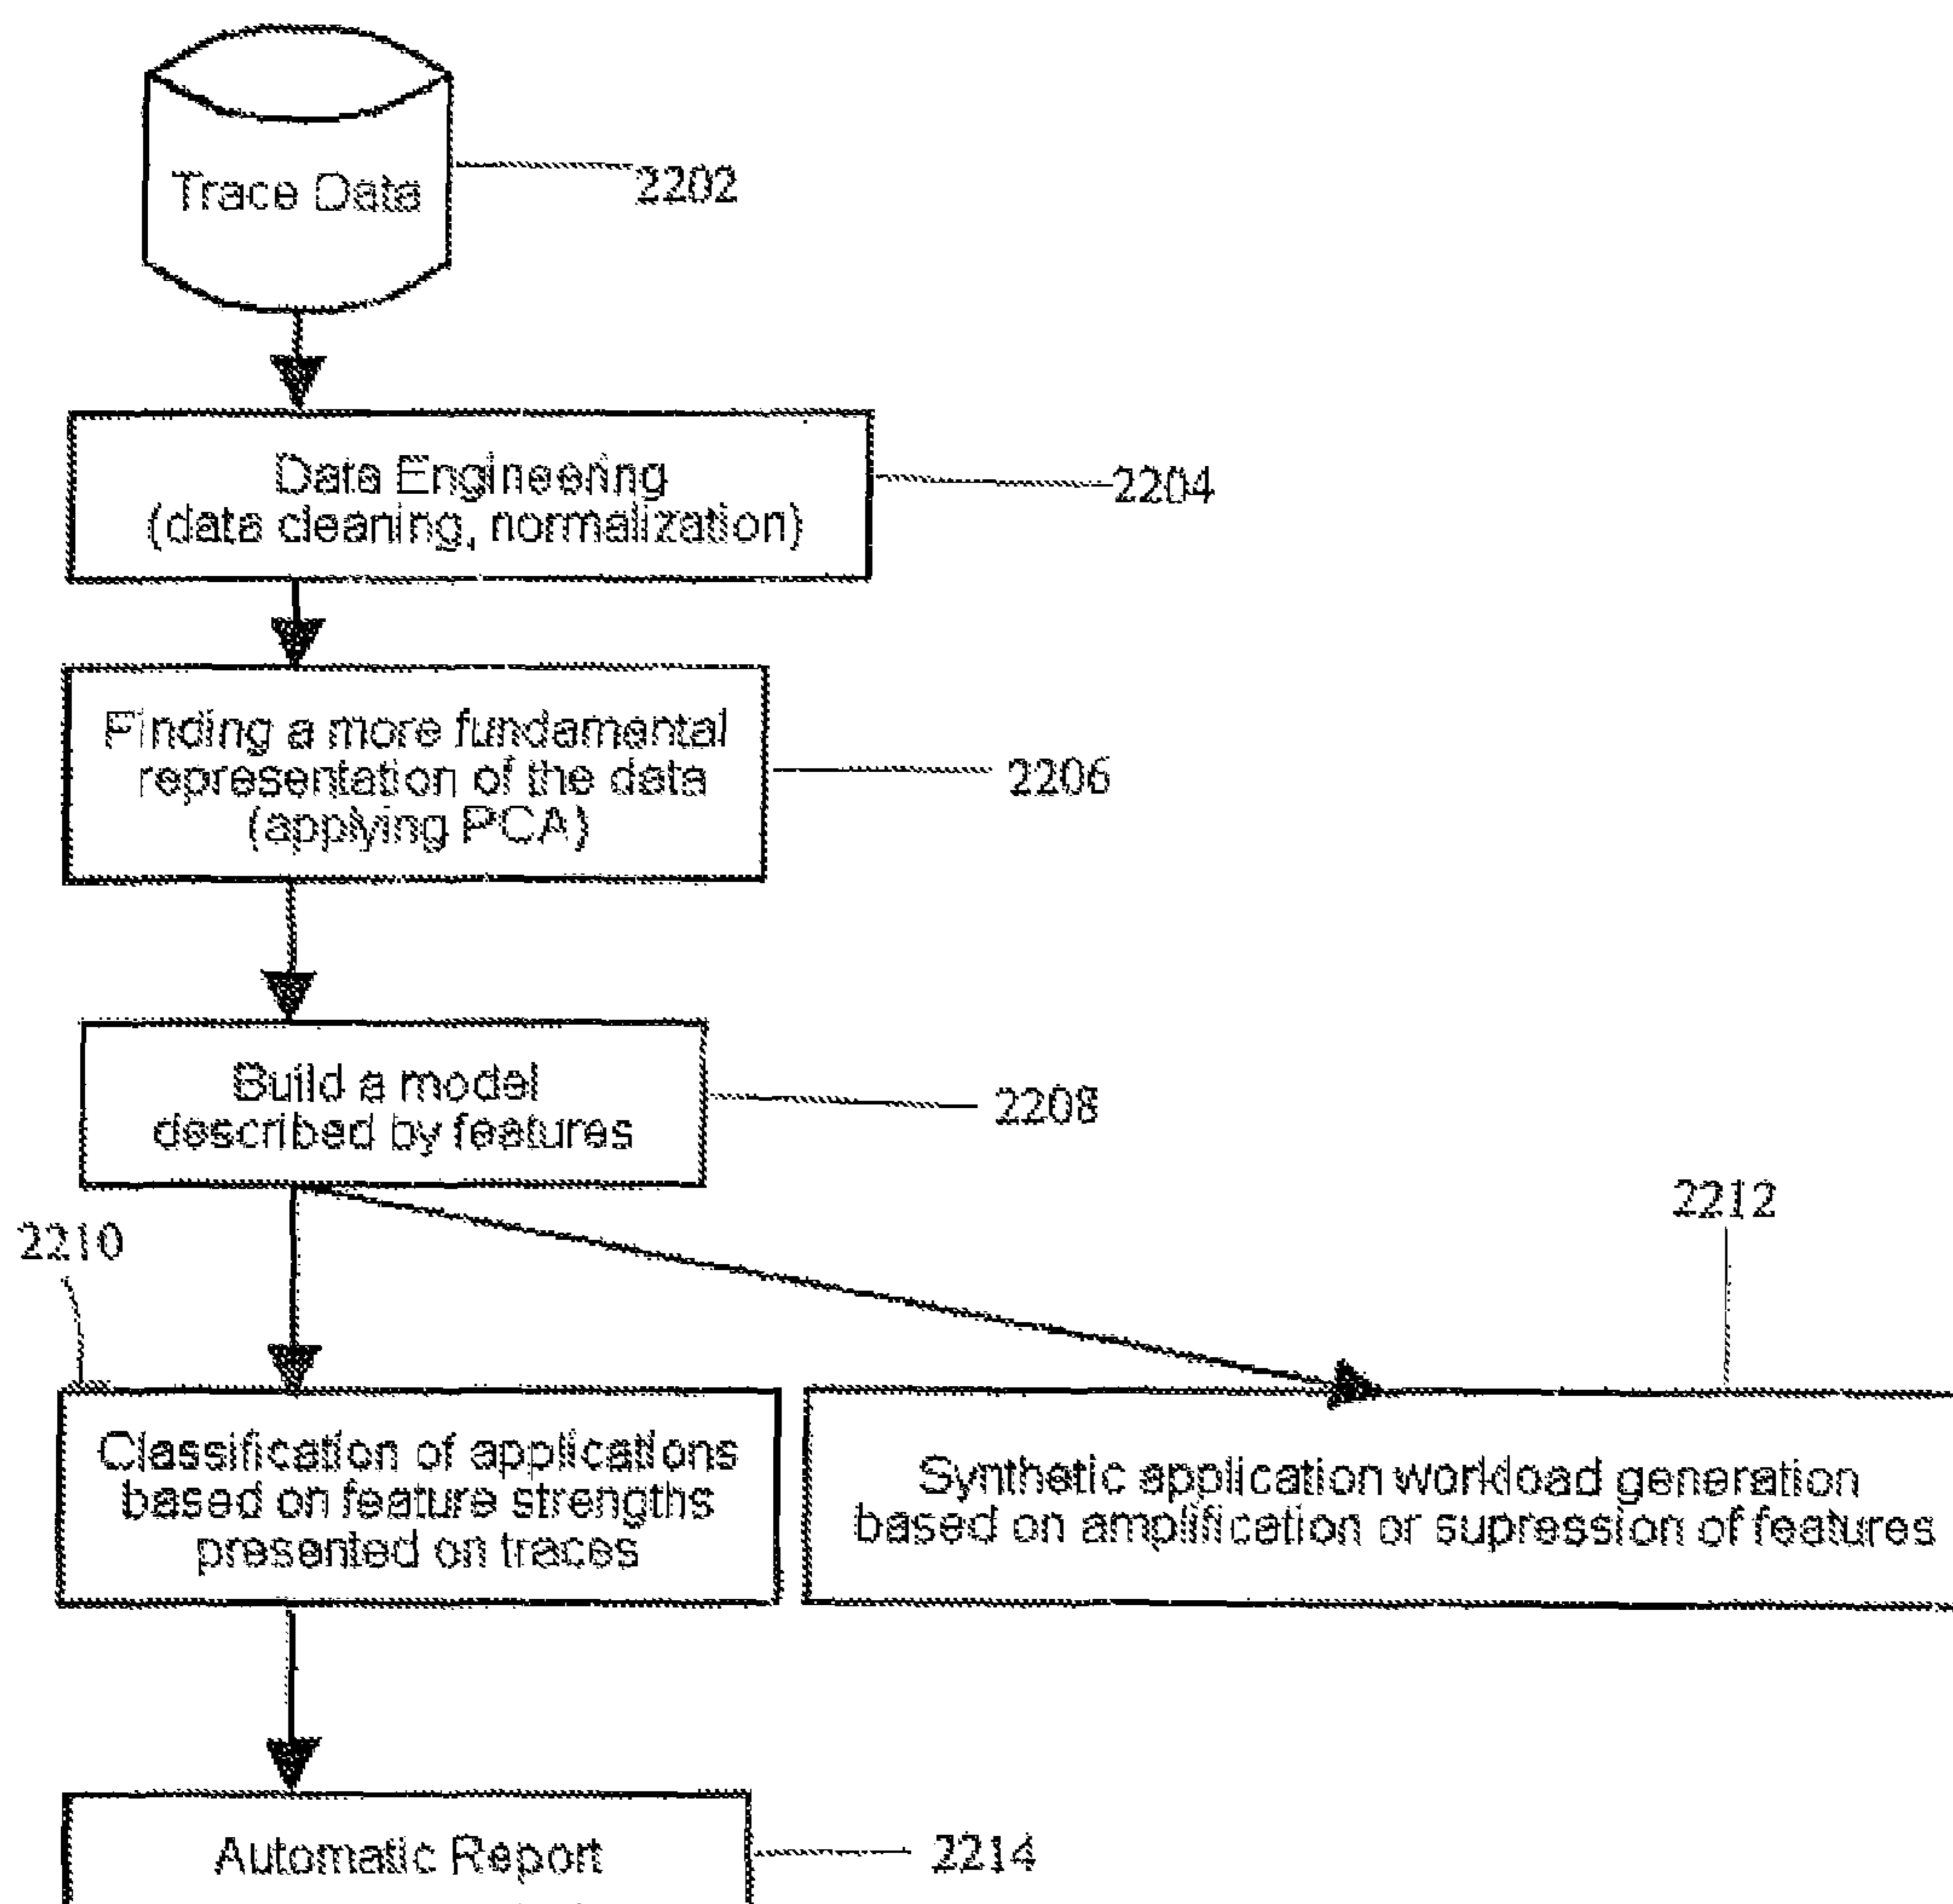 Trace Data
2202
Data Engineering
(data cleaning, normalization)
2204
Finding a more fundamental
representation of the data
(applying PCA)
2206
Build a model
described by features
2208
2210
2212
Classification of applications
based on feature strengths
presented on traces
Synthetic application workload generation
based on amplification or supression of features
Automatic Report
2214